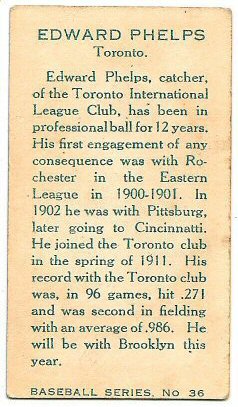 EDWARD PHELPS
Toronto.
Edward Phelps, catcher,
of the Toronto International
League Club, has been in
professional ball for 12 years.
His first engagement of any
consequence was with Ro-
chester in the Eastern
League in 1900-1901. In
1902 he was with Pittsburg,
later going to Cincinnatti.
He joined the Toronto club
in the spring of 1911. His
record with the Toronto club
was, in 96 games, hit .271
and was second in fielding
with an average of .986. He
will be with Brooklyn this
year.
BASEBALL SERIES, No 36